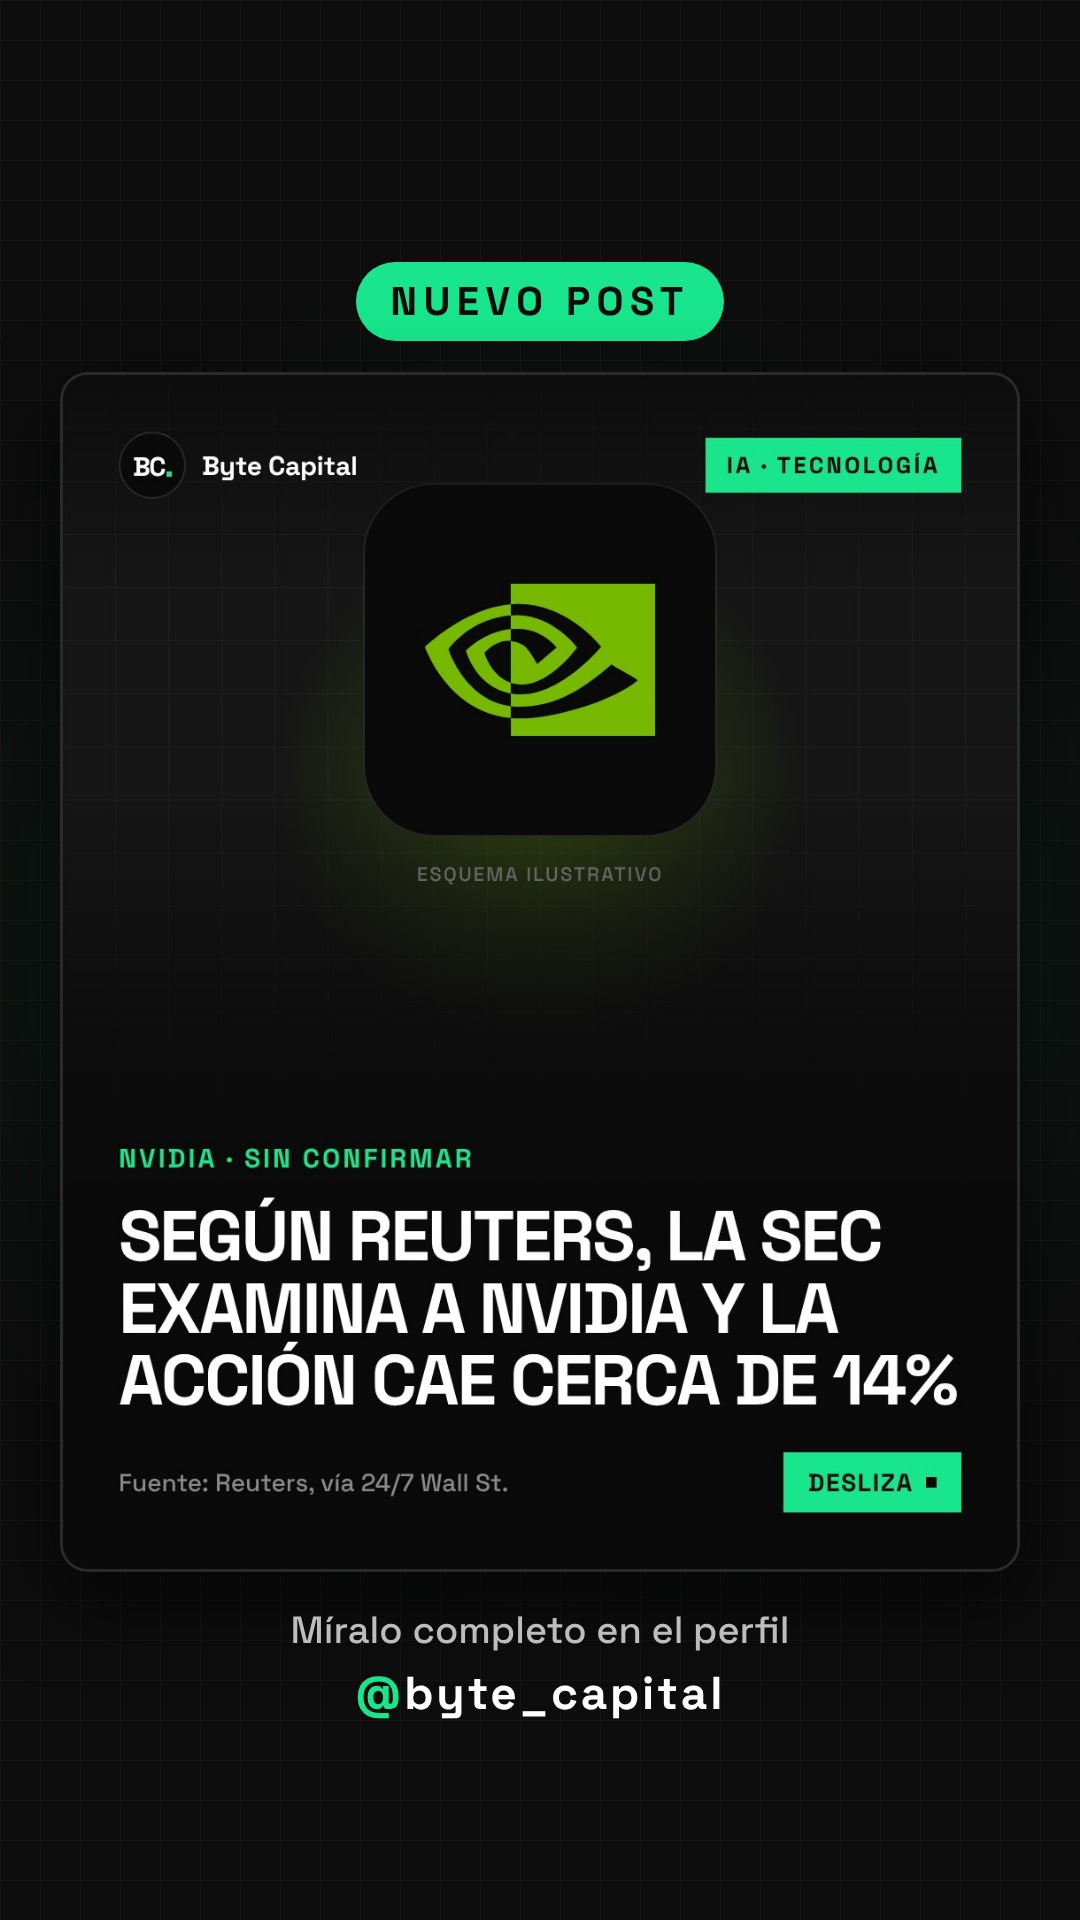 NUEVO POST
BC.
Byte Capital
IA · TECNOLOGÍA
ESQUEMA ILUSTRATIVO
NVIDIA · SIN CONFIRMAR
SEGÚN REUTERS, LA SEC
EXAMINA A NVIDIA Y LA
ACCIÓN CAE CERCA DE 14%
Fuente: Reuters, vía 24/7 Wall St.
DESLIZA
Míralo completo en el perfil
@byte_capital